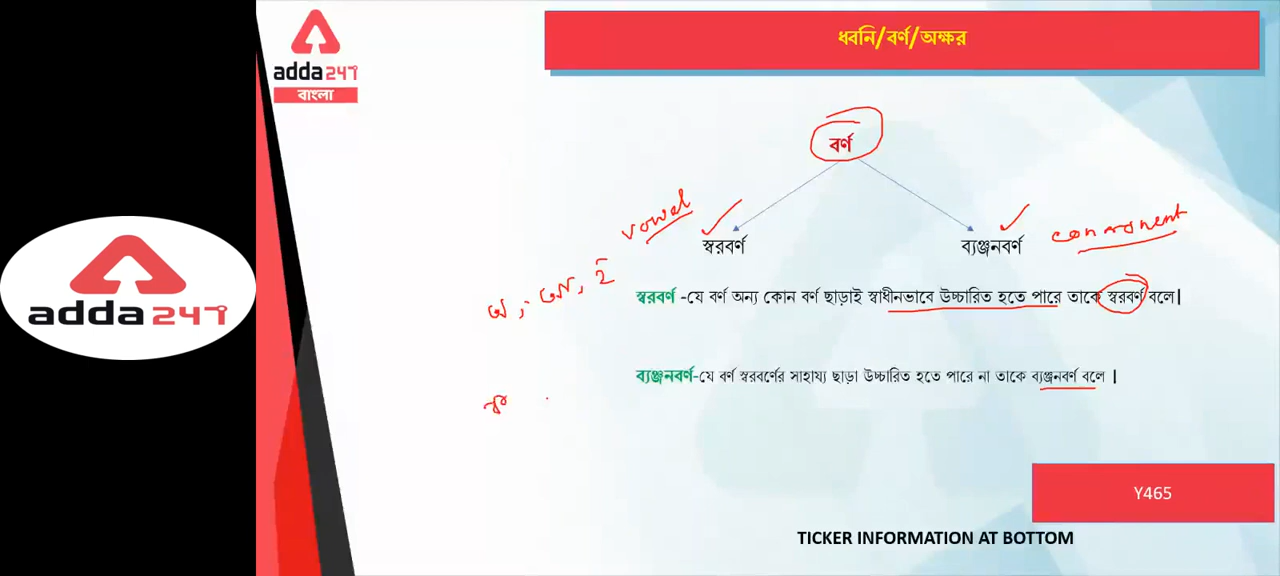 ধ্বনি/বর্ণ/অক্ষর
adda247
বাংলা
বর্ণ
vowel
স্বরবর্ণ
ব্যঞ্জনবর্ণ
consonent
অ, আ, ই
স্বরবর্ণ -যে বর্ণ অন্য কোন বর্ণ ছাড়াই স্বাধীনভাবে উচ্চারিত হতে পারে তাকে স্বরবর্ণ বলে।
adda247
ব্যঞ্জনবর্ণ-যে বর্ণ স্বরবর্ণের সাহায্য ছাড়া উচ্চারিত হতে পারে না তাকে ব্যঞ্জনবর্ণ বলে ।
Y465
TICKER INFORMATION AT BOTTOM